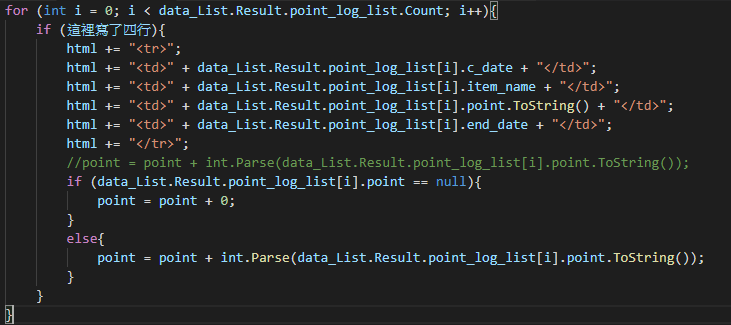 for (int i = 0; i < data_List.Result.point_log_list.Count; i++){
if (這裡寫了四行){
html += "<tr>";
html += "<td>" + data_List.Result.point_log_list[i].c_date + "</td>";
html += "<td>" + data_List.Result.point_log_list[i].item_name + "</td>";
html += "<td>" + data_List.Result.point_log_list[i].point.ToString() + "</td>";
html += "<td>" + data_List.Result.point_log_list[i].end_date + "</td>";
html += "</tr>";
//point = point + int.Parse(data_List.Result.point_log_list[i].point.ToString());
if (data_List.Result.point_log_list[i].point == null){
point = point + 0;
}
else{
point = point + int.Parse(data_List.Result.point_log_list[i].point.ToString());
}
}
}